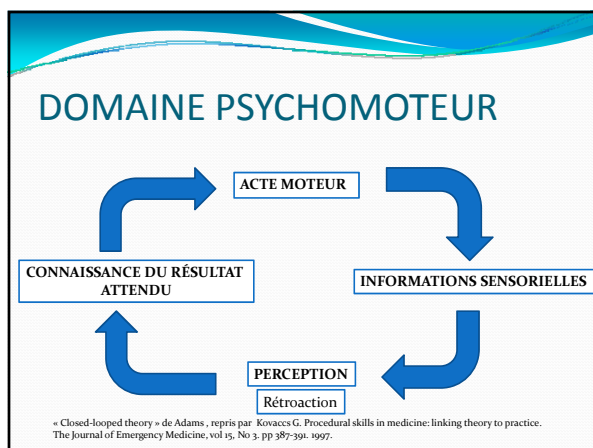 DOMAINE PSYCHOMOTEUR
ACTE MOTEUR
CONNAISSANCE DU RÉSULTAT
ATTENDU
INFORMATIONS SENSORIELLES
PERCEPTION
Rétroaction
« Closed-looped theory » de Adams , repris par Kovaccs G. Procedural skills in medicine: linking theory to practice.
The Journal of Emergency Medicine, vol 15, No 3. pp 387-391. 1997.